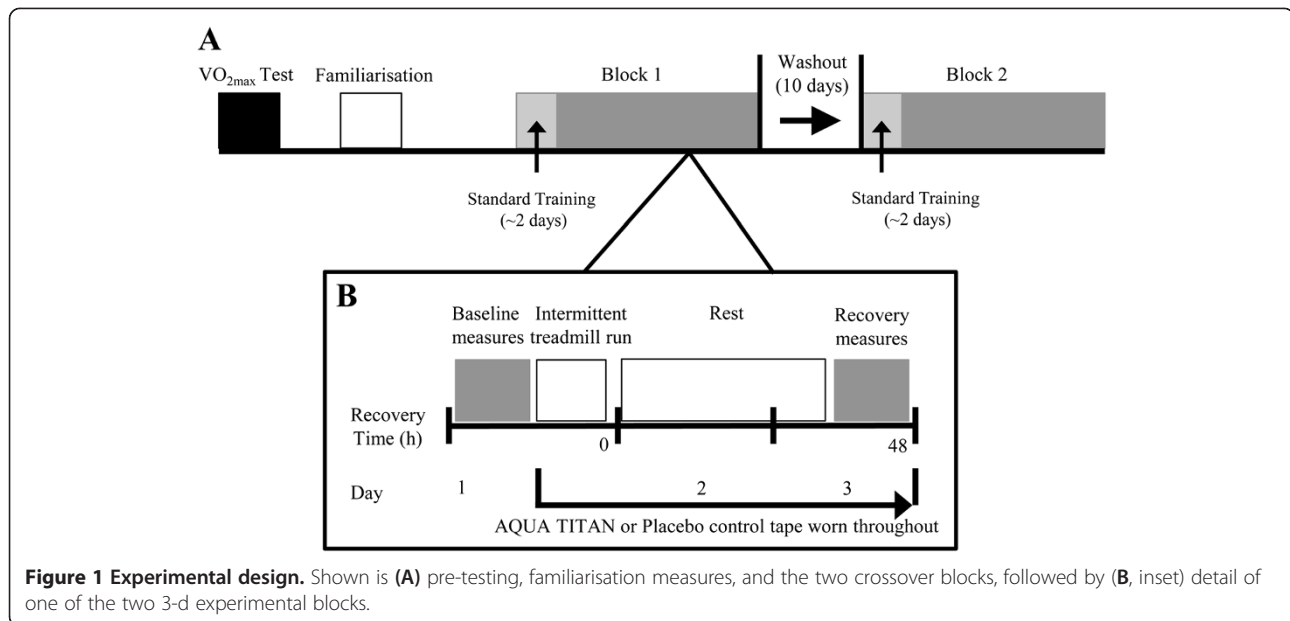 A
VO2max Test
Familiarisation
Block 1
Washout
(10 days)
Block 2
Standard Training
(~2 days)
Standard Training
(~2 days)
B
Baseline
measures
Intermittent
treadmill run
Rest
Recovery
measures
Recovery
Time (h)
0
48
Day
1
2
3
AQUA TITAN or Placebo control tape worn throughout
Figure 1 Experimental design. Shown is (A) pre-testing, familiarisation measures, and the two crossover blocks, followed by (B, inset) detail of
one of the two 3-d experimental blocks.